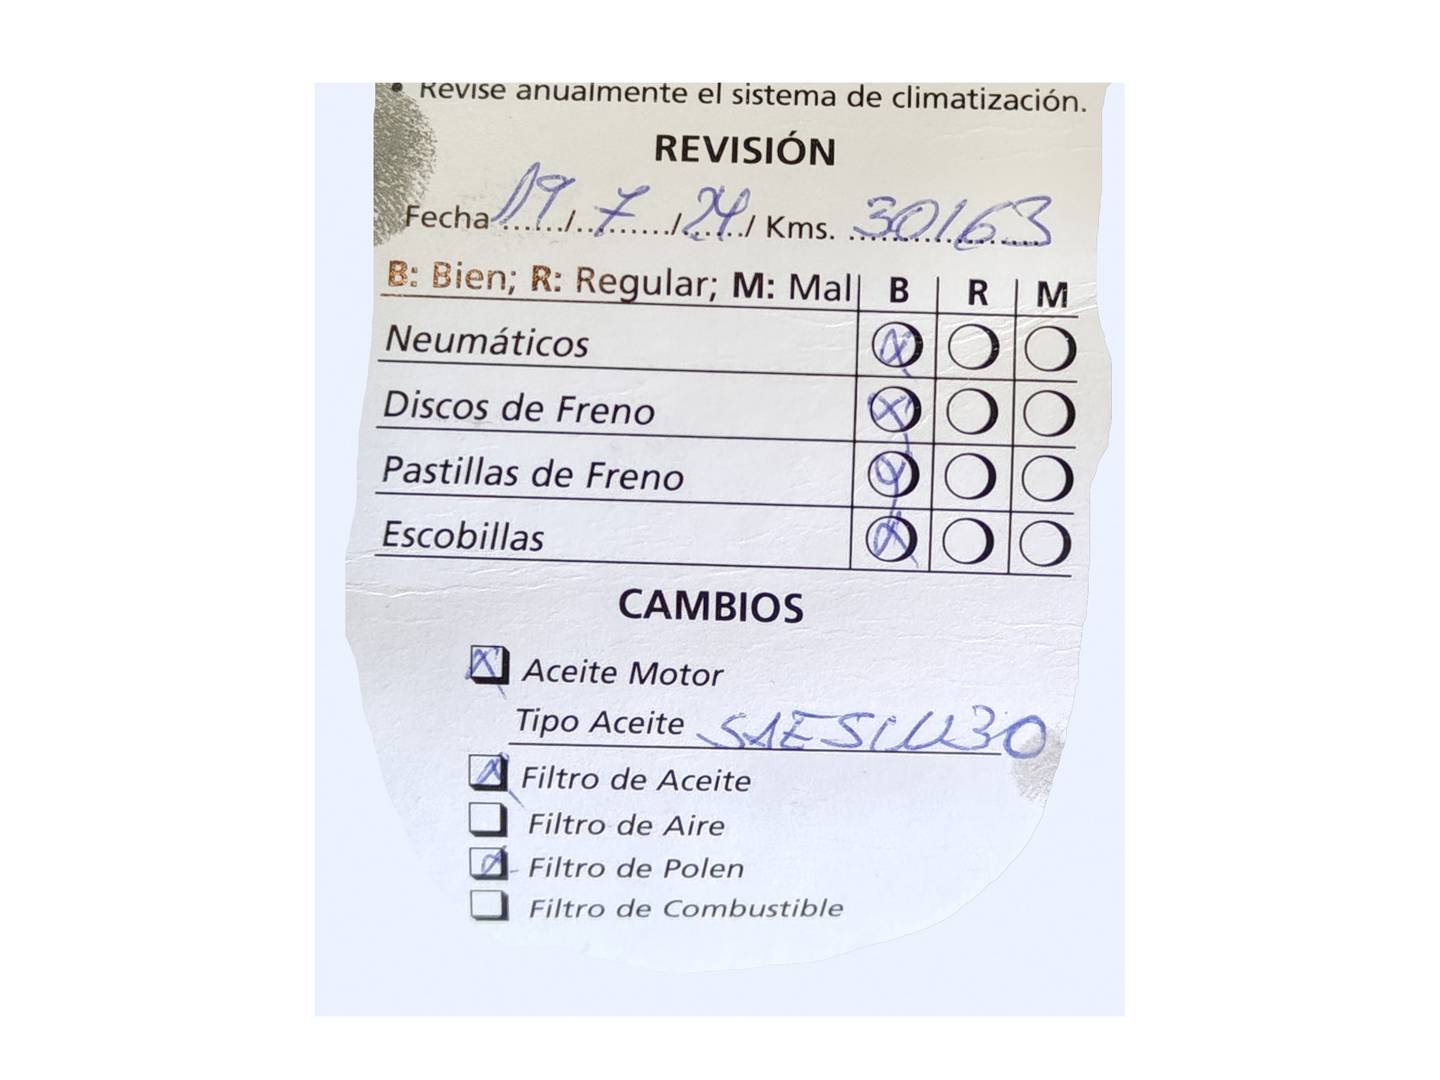 • Revise anualmente el sistema de climatización.
REVISIÓN
Fecha 19 / 7 / 24 / Kms. 30163
B: Bien; R: Regular; M: Mal B R M
Neumáticos
Discos de Freno
Pastillas de Freno
Escobillas
CAMBIOS
Aceite Motor
Tipo Aceite SAE5W30
Filtro de Aceite
Filtro de Aire
Filtro de Polen
Filtro de Combustible